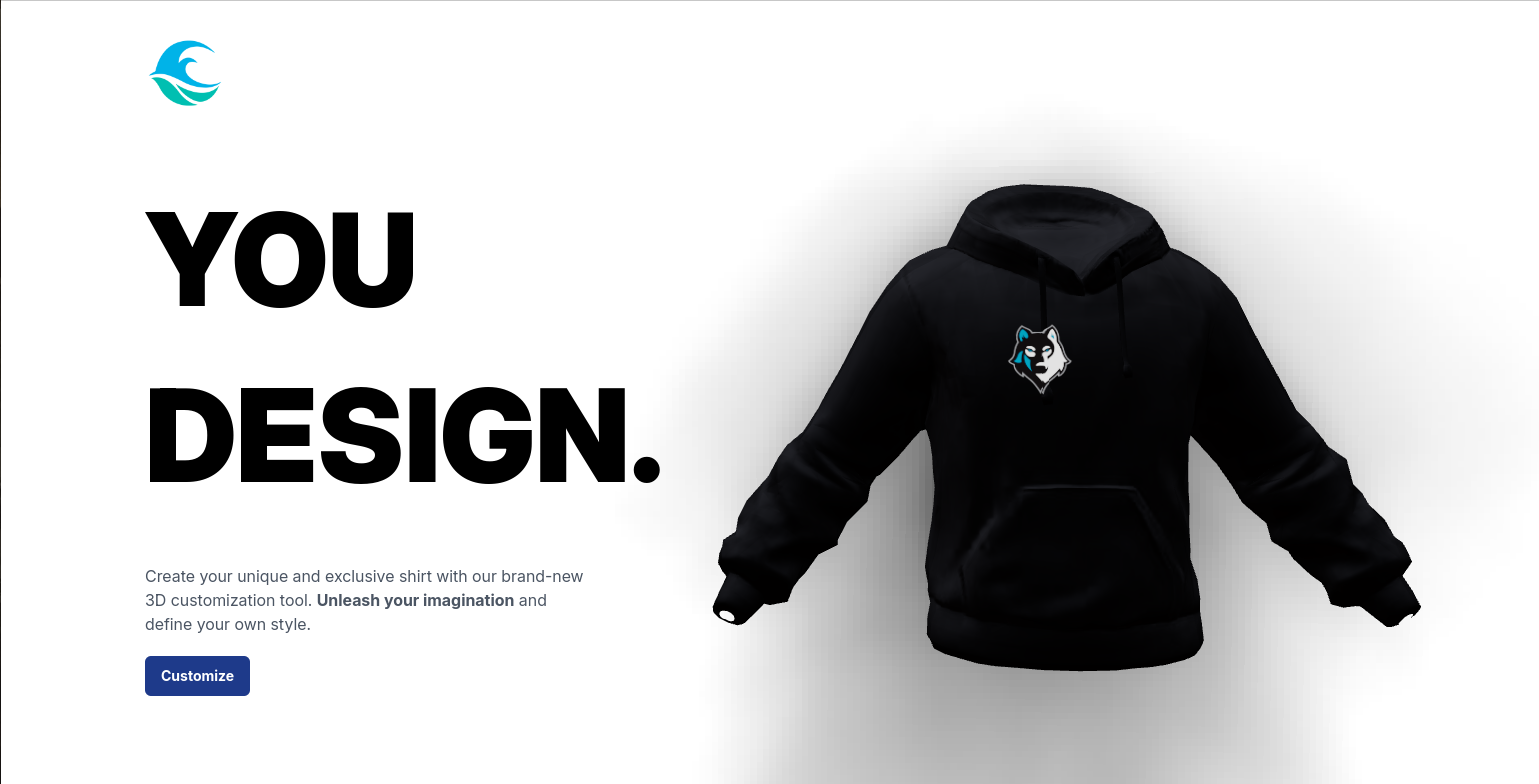 YOU
DESIGN.
Create your unique and exclusive shirt with our brand-new
3D customization tool. Unleash your imagination and
define your own style.
Customize